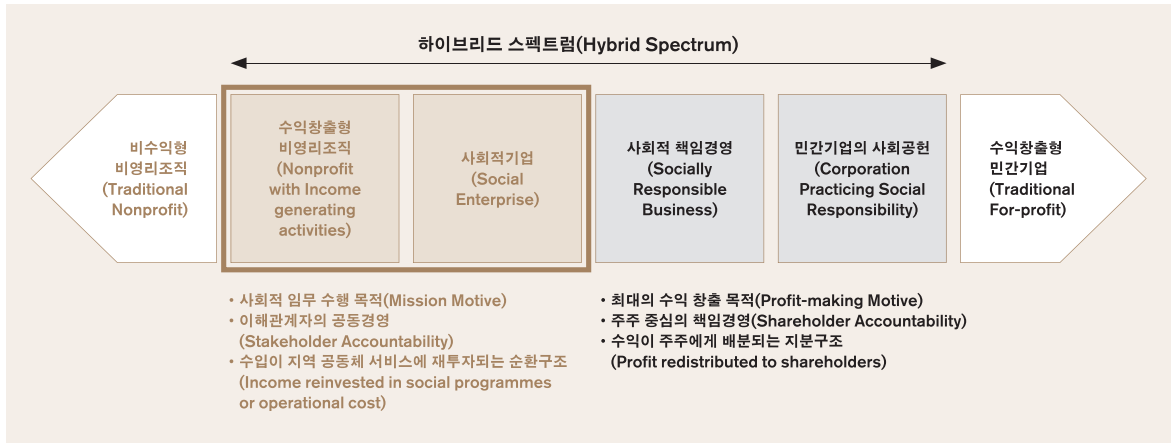 하이브리드 스펙트럼(Hybrid Spectrum)
비수익형
비영리조직
(Traditional
Nonprofit)
수익창출형
비영리조직
(Nonprofit
with Income
generating
activities)
사회적기업
(Social
Enterprise)
사회적 책임경영
(Socially
Responsible
Business)
민간기업의 사회공헌
(Corporation
Practicing Social
Responsibility)
수익창출형
민간기업
(Traditional
For-profit)
• 사회적 임무 수행 목적(Mission Motive)
• 이해관계자의 공동경영
(Stakeholder Accountability)
• 수입이 지역 공동체 서비스에 재투자되는 순환구조
(Income reinvested in social programmes
or operational cost)
• 최대의 수익 창출 목적(Profit-making Motive)
• 주주 중심의 책임경영(Shareholder Accountability)
• 수익이 주주에게 배분되는 지분구조
(Profit redistributed to shareholders)